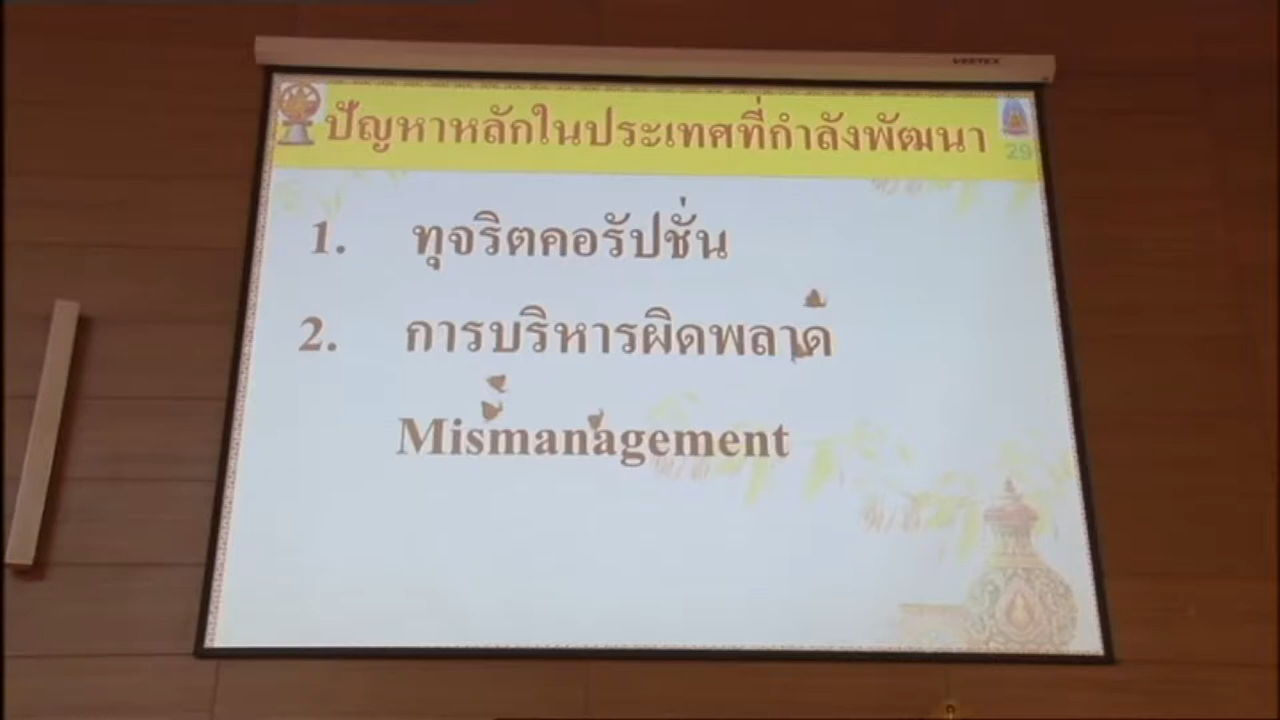 VERTEX
ปัญหาหลักในประเทศที่กำลังพัฒนา
29
1. ทุจริตคอรัปชั่น
2. การบริหารผิดพลาด
Mismanagement